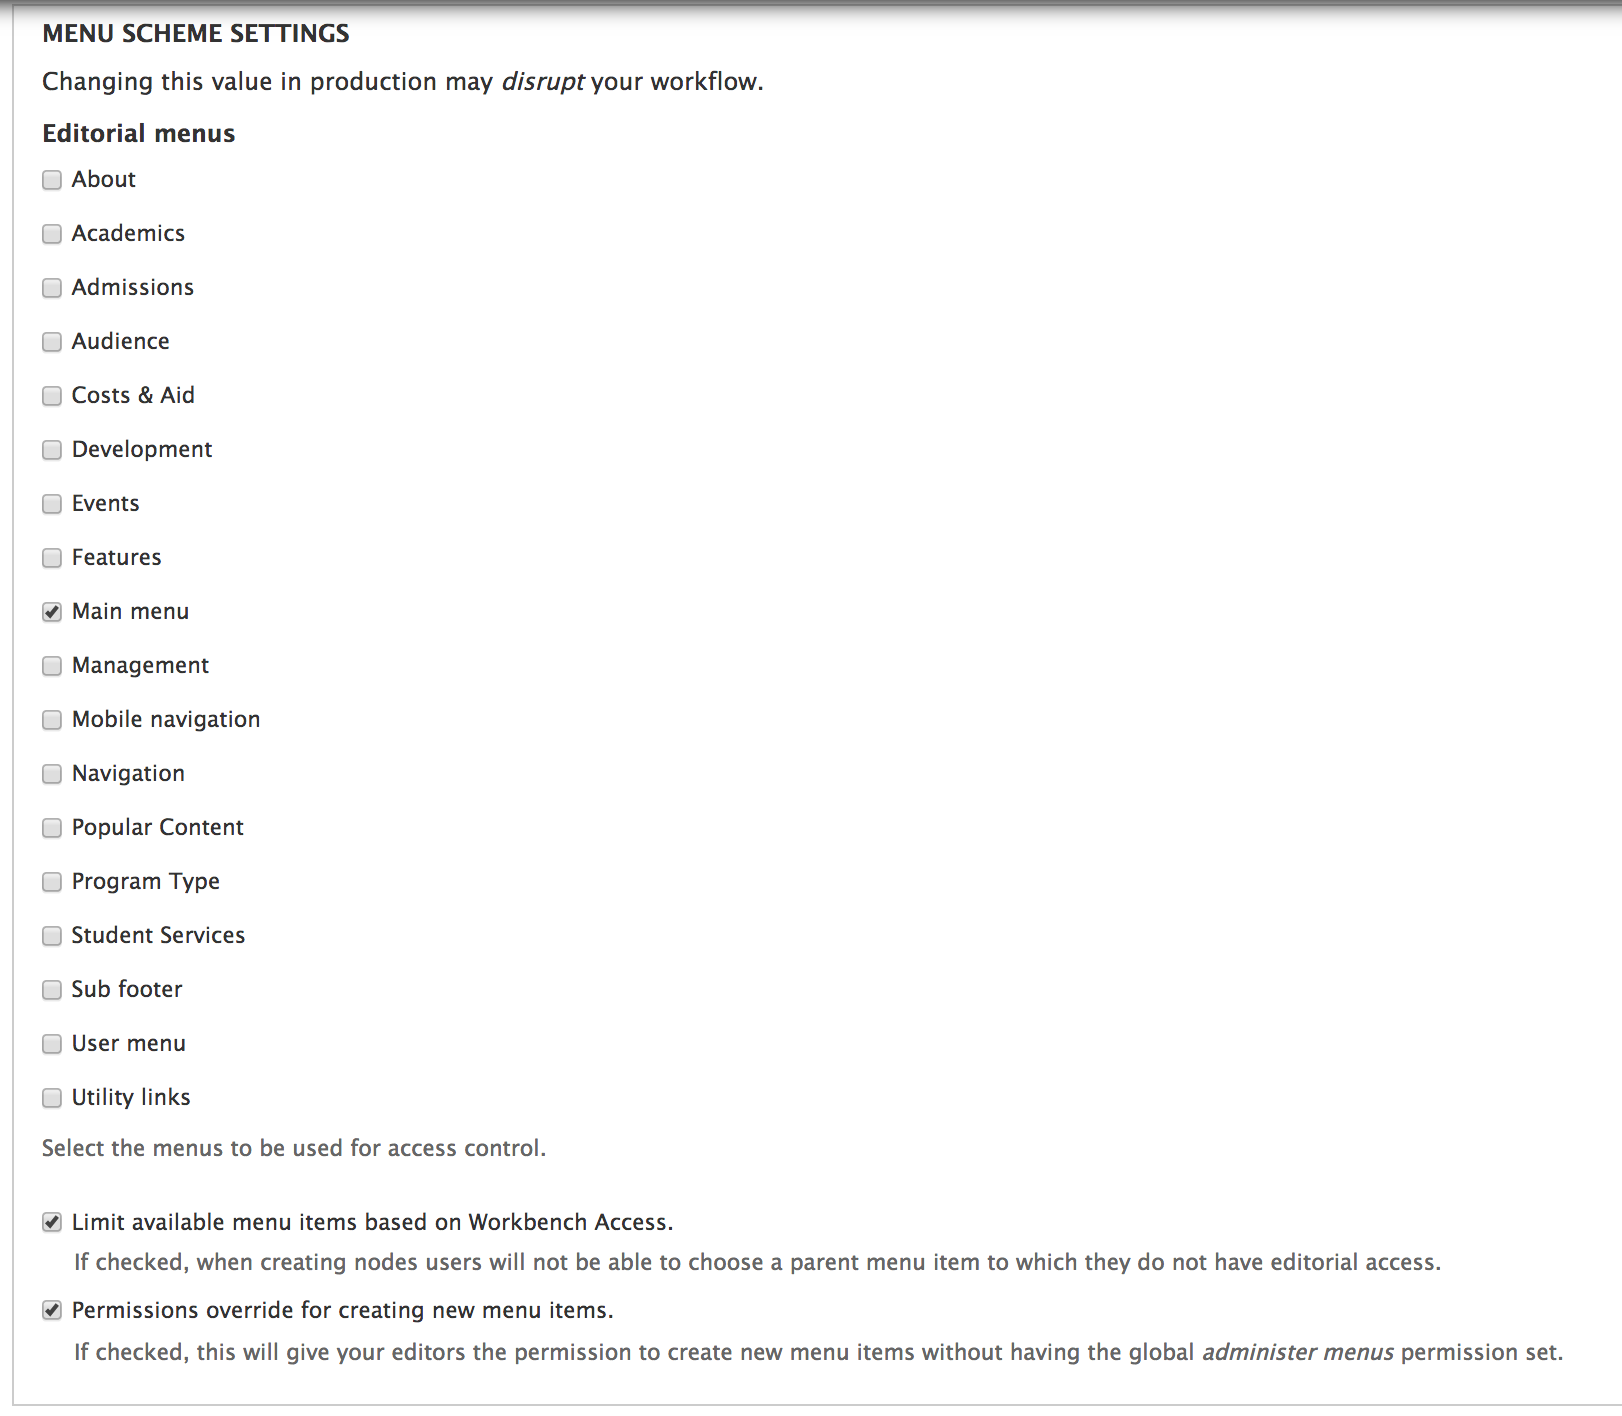 MENU SCHEME SETTINGS
Changing this value in production may disrupt your workflow.
Editorial menus
About
Academics
Admissions
Audience
Costs & Aid
Development
Events
Features
Main menu
Management
Mobile navigation
Navigation
Popular Content
Program Type
Student Services
Sub footer
User menu
Utility links
Select the menus to be used for access control.
Limit available menu items based on Workbench Access.
If checked, when creating nodes users will not be able to choose a parent menu item to which they do not have editorial access.
Permissions override for creating new menu items.
If checked, this will give your editors the permission to create new menu items without having the global administer menus permission set.